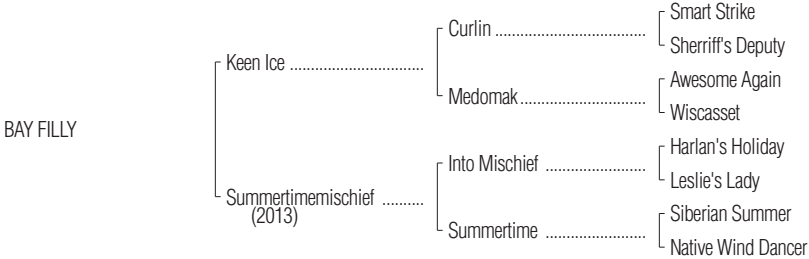 Smart Strike
Curlin ....................................
Sherriff's Deputy
Keen Ice ................................
Awesome Again
Medomak..............................
Wiscasset
BAY FILLY
Harlan's Holiday
Into Mischief ........................
Leslie's Lady
Summertimemischief ..........
(2013)
Siberian Summer
Summertime ........................
Native Wind Dancer